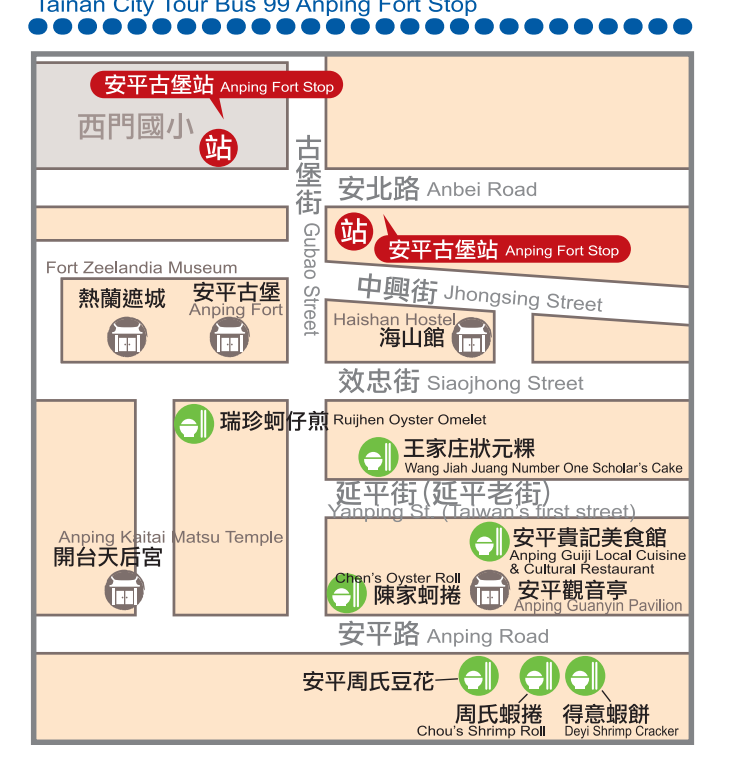 Tainan City Tour Bus 99 Anping Fort Stop
安平古堡站 Anping Fort Stop
西門國小
站
古堡街 Gubao Street
安北路 Anbei Road
站
安平古堡站 Anping Fort Stop
Fort Zeelandia Museum
熱蘭遮城
安平古堡
Anping Fort
中興街 Jhongsing Street
Haishan Hostel
海山館
效忠街 Siaojhong Street
瑞珍蚵仔煎 Ruijhen Oyster Omelet
王家庄狀元粿
Wang Jiah Juang Number One Scholar's Cake
延平街(延平老街)
Yanping St. (Taiwan's first street)
Anping Kaitai Matsu Temple
開台天后宮
安平貴記美食館
Anping Guiji Local Cuisine
& Cultural Restaurant
Chen's Oyster Roll
陳家蚵捲
安平觀音亭
Anping Guanyin Pavilion
安平路 Anping Road
安平周氏豆花
周氏蝦捲
Chou's Shrimp Roll
得意蝦餅
Deyi Shrimp Cracker